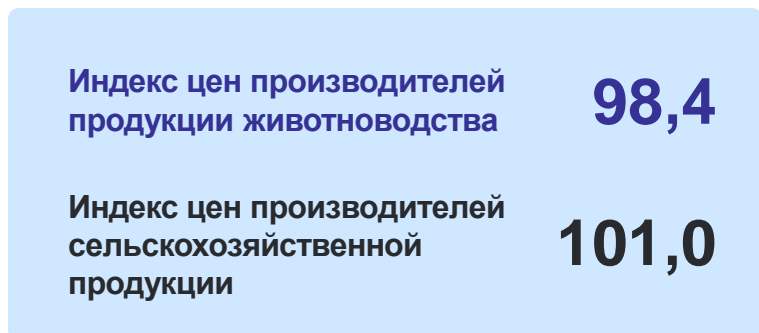 Индекс цен производителей
продукции животноводства
98,4
Индекс цен производителей
сельскохозяйственной
продукции
101,0